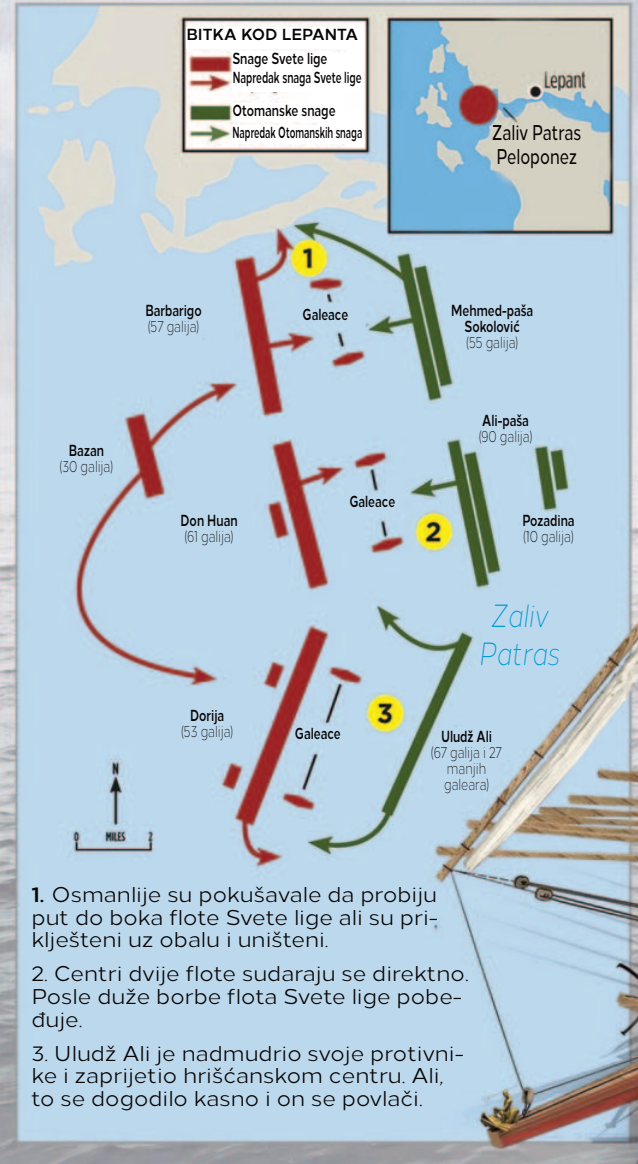 BITKA KOD LEPANTA
Snage Svete lige
Napredak snaga Svete lige
Otomanske snage
Napredak Otomanskih snaga
Lepant
Zaliv Patras
Peloponez
1
Barbarigo
(57 galija)
Galeace
Mehmed-paša
Sokolović
(55 galija)
Bazan
(30 galija)
Don Huan
(61 galija)
Galeace
2
Ali-paša
(90 galija)
Pozadina
(10 galija)
Zaliv
Patras
Dorija
(53 galija)
Galeace
3
Uludž Ali
(67 galija i 27
manjih
galeara)
N
0 MILES 2
1. Osmanlije su pokušavale da probiju
put do boka flote Svete lige ali su pri-
klješteni uz obalu i uništeni.
2. Centri dvije flote sudaraju se direktno.
Posle duže borbe flota Svete lige pobe-
đuje.
3. Uludž Ali je nadmudrio svoje protivni-
ke i zaprijetio hrišćanskom centru. Ali,
to se dogodilo kasno i on se povlači.